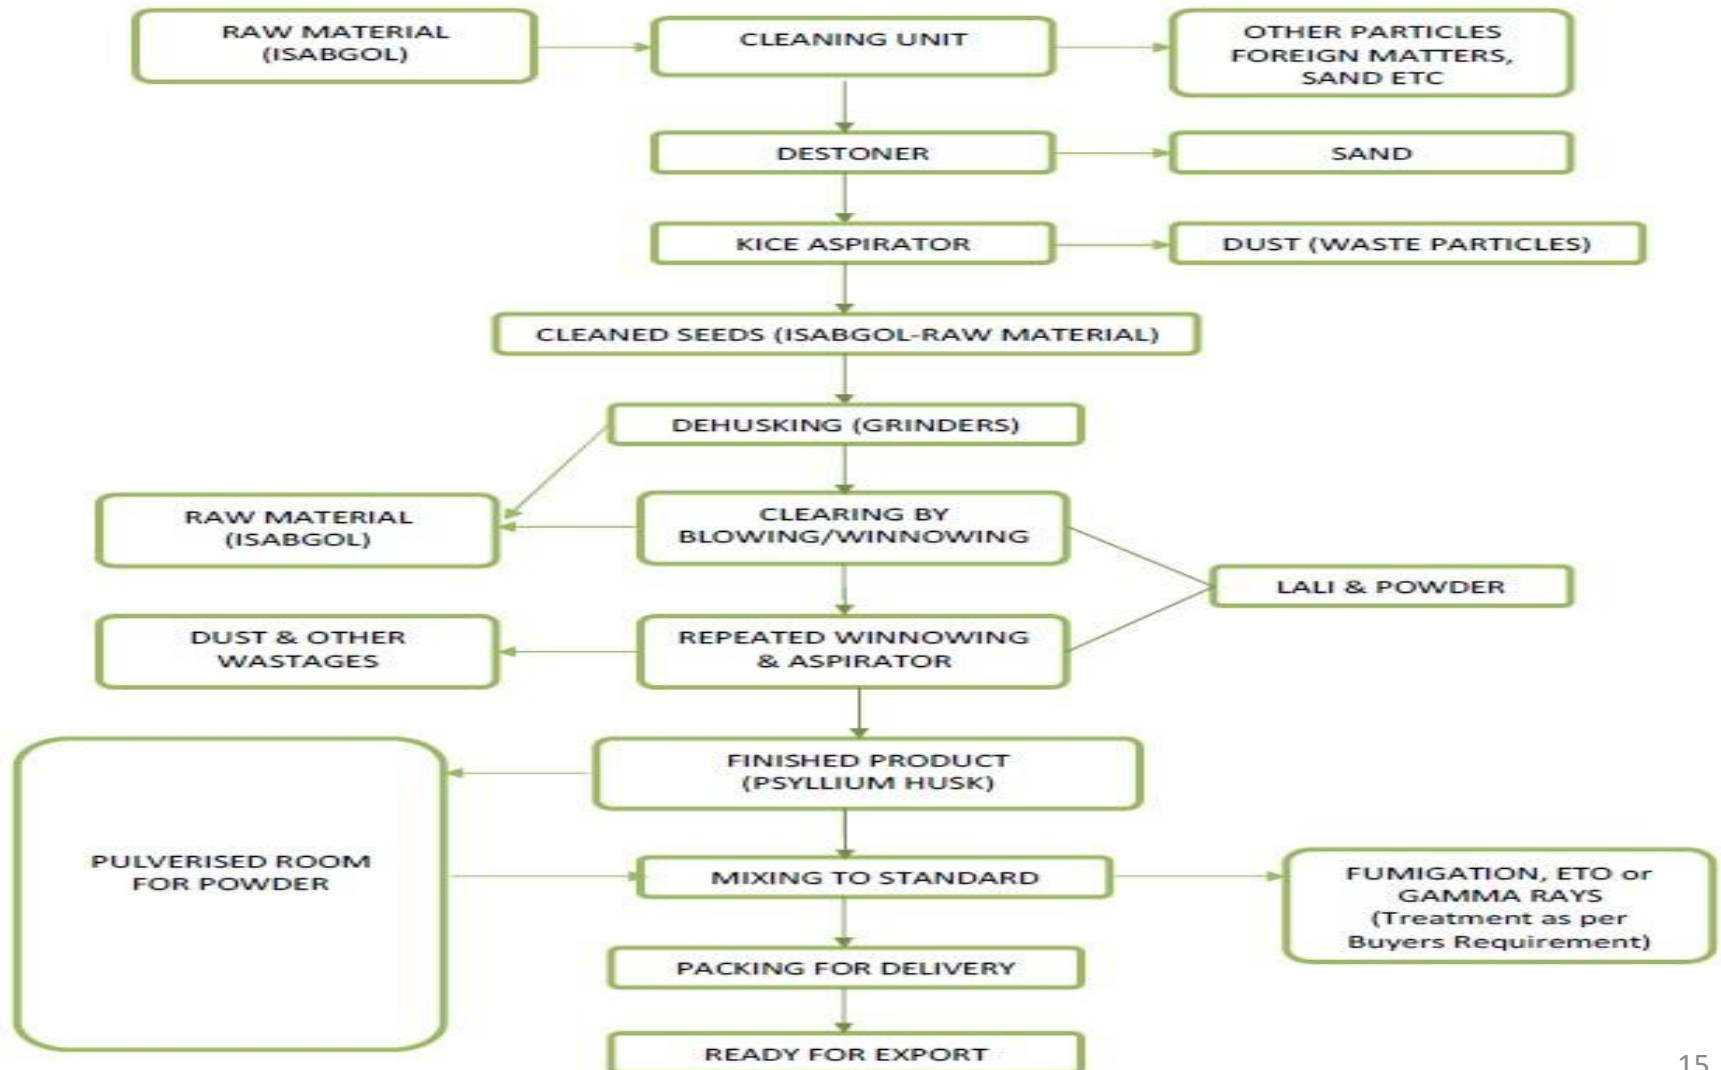 RAW MATERIAL
(ISABGOL)
CLEANING UNIT
OTHER PARTICLES
FOREIGN MATTERS,
SAND ETC
DESTONER
SAND
KICE ASPIRATOR
DUST (WASTE PARTICLES)
CLEANED SEEDS (ISABGOL-RAW MATERIAL)
DEHUSKING (GRINDERS)
RAW MATERIAL
(ISABGOL)
CLEARING BY
BLOWING/WINNOWING
LALI & POWDER
DUST & OTHER
WASTAGES
REPEATED WINNOWING
& ASPIRATOR
FINISHED PRODUCT
(PSYLLIUM HUSK)
PULVERISED ROOM
FOR POWDER
MIXING TO STANDARD
FUMIGATION, ETO or
GAMMA RAYS
(Treatment as per
Buyers Requirement)
PACKING FOR DELIVERY
READY FOR EXPORT
15